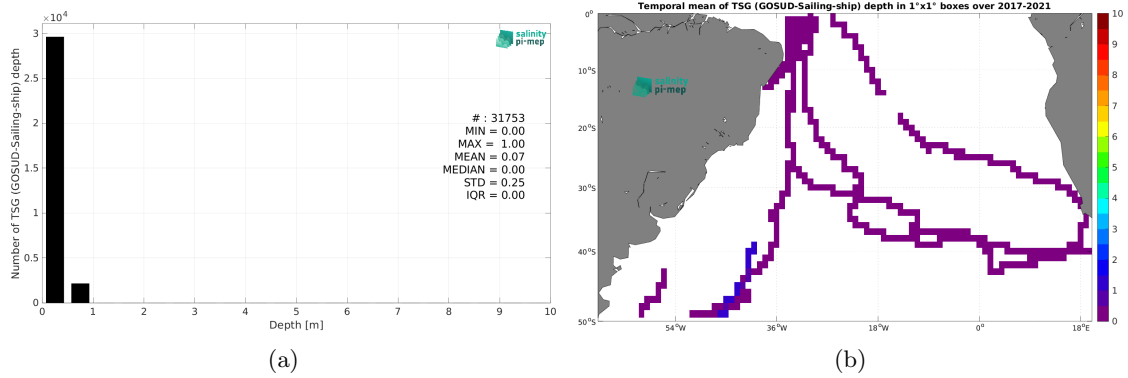 ×10⁴
3
2.5
2
1.5
1
0.5
0
0 1 2 3 4 5 6 7 8 9 10
Number of TSG (GOSUD-Sailing-ship) depth
Depth [m]
salinity
pi-mep
# : 31753
MIN = 0.00
MAX = 1.00
MEAN = 0.07
MEDIAN = 0.00
STD = 0.25
IQR = 0.00
(a)
Temporal mean of TSG (GOSUD-Sailing-ship) depth in 1°x1° boxes over 2017-2021
salinity
pi-mep
0°
10°S
20°S
30°S
40°S
50°S
54°W 36°W 18°W 0° 18°E
10
9
8
7
6
5
4
3
2
1
0
(b)